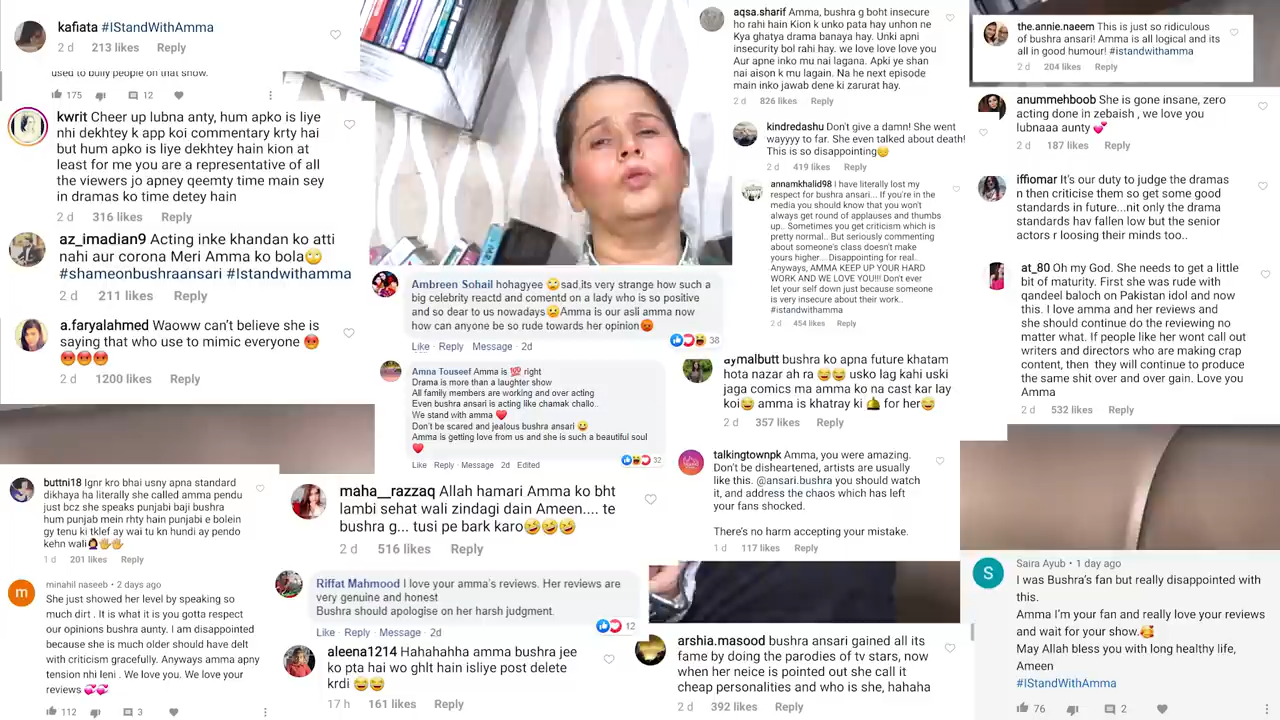 kafiata #IStandWithAmma
2 d 213 likes Reply
used to bully people on that show.
175 12
kwrit Cheer up lubna anty, hum apko is liye
nhi dekhtey k app koi commentary krty hai
but hum apko is liye dekhtey hain kion at
least for me you are a representative of all
the viewers jo apney qeemty time main sey
in dramas ko time detey hain
2 d 316 likes Reply
az_imadian9 Acting inke khandan ko atti
nahi aur corona Meri Amma ko bola🙄
#shameonbushraansari #Istandwithamma
2 d 211 likes Reply
a.faryalahmed Waoww can't believe she is
saying that who use to mimic everyone 😡
😡😡😡
2 d 1200 likes Reply
buttni18 Ignr kro bhai usny apna standard
dikhaya ha literally she called amma pendu
just bcz she speaks punjabi baji bushra
hum punjab mein rhty hain punjabi e bolein
gy tenu ki tklef ay wai tu kn hundi ay pendo
kehn wali🤦‍♀️🖐🖐
1 d 201 likes Reply
m
minahil naseeb • 2 days ago
She just showed her level by speaking so
much dirt . It is what it is you gotta respect
our opinions bushra aunty. I am disappointed
because she is much older should have delt
with criticism gracefully. Anyways amma apny
tension nhi leni . We love you. We love your
reviews 💞💞
112 3
Ambreen Sohail hohagyee 🙄sad,its very strange how such a
big celebrity reactd and comentd on a lady who is so positive
and so dear to us nowadays😢Amma is our asli amma now
how can anyone be so rude towards her opinion😡
Like · Reply · Message · 2d 38
Amna Touseef Amma is 💯 right
Drama is more than a laughter show
All family members are working and over acting
Even bushra ansari is acting like chamak challo..
We stand with amma ❤️
Don't be scared and jealous bushra ansari 😀
Amma is getting love from us and she is such a beautiful soul
❤️
Like · Reply · Message · 2d · Edited 32
maha__razzaq Allah hamari Amma ko bht
lambi sehat wali zindagi dain Ameen.... te
bushra g... tusi pe bark karo🤣🤣🤣
2 d 516 likes Reply
Riffat Mahmood I love your amma's reviews. Her reviews are
very genuine and honest
Bushra should apologise on her harsh judgment.
Like · Reply · Message · 2d 12
aleena1214 Hahahahha amma bushra jee
ko pta hai wo ghlt hain isliye post delete
krdi 😂😂
17 h 161 likes Reply
aqsa.sharif Amma, bushra g boht insecure
ho rahi hain Kion k unko pata hay unhon ne
Kya ghatya drama banaya hay. Unki apni
insecurity bol rahi hay. we love love love you
Aur apne inko mu nai lagana. Apki ye shan
nai aison k mu lagain. Na he next episode
main inko jawab dene ki zarurat hay.
2 d 826 likes Reply
kindredashu Don't give a damn! She went
wayyyy to far. She even talked about death!
This is so disappointing😔
2 d 419 likes Reply
annamkhalid98 I have literally lost my
respect for bushra ansari... If you're in the
media you should know that you won't
always get round of applauses and thumbs
up.. Sometimes you get criticism which is
pretty normal.. But seriously commenting
about someone's class doesn't make
yours higher... Disappointing for real..
Anyways, AMMA KEEP UP YOUR HARD
WORK AND WE LOVE YOU!!! Don't ever
let your self down just because someone
is very insecure about their work..
#istandwithamma
2 d 454 likes Reply
aymalbutt bushra ko apna future khatam
hota nazar ah ra 😂😂 usko lag kahi uski
jaga comics ma amma ko na cast kar lay
koi😂 amma is khatray ki 🛎 for her😂
2 d 357 likes Reply
talkingtownpk Amma, you were amazing.
Don't be disheartened, artists are usually
like this. @ansari.bushra you should watch
it, and address the chaos which has left
your fans shocked.
There's no harm accepting your mistake.
1 d 117 likes Reply
arshia.masood bushra ansari gained all its
fame by doing the parodies of tv stars, now
when her neice is pointed out she call it
cheap personalities and who is she, hahaha
2 d 392 likes Reply
the.annie.naeem This is just so ridiculous
of bushra ansari! Amma is all logical and its
all in good humour! #istandwithamma
2 d 204 likes Reply
anummehboob She is gone insane, zero
acting done in zebaish , we love you
lubnaaa aunty 💕
2 d 187 likes Reply
iffiomar It's our duty to judge the dramas
n then criticise them so get some good
standards in future...nit only the drama
standards hav fallen low but the senior
actors r loosing their minds too..
at_80 Oh my God. She needs to get a little
bit of maturity. First she was rude with
qandeel baloch on Pakistan idol and now
this. I love amma and her reviews and
she should continue do the reviewing no
matter what. If people like her wont call out
writers and directors who are making crap
content, then they will continue to produce
the same shit over and over gain. Love you
Amma
2 d 532 likes Reply
S
Saira Ayub • 1 day ago
I was Bushra's fan but really disappointed with
this.
Amma I'm your fan and really love your reviews
and wait for your show.🥰
May Allah bless you with long healthy life,
Ameen
#IStandWithAmma
76 2